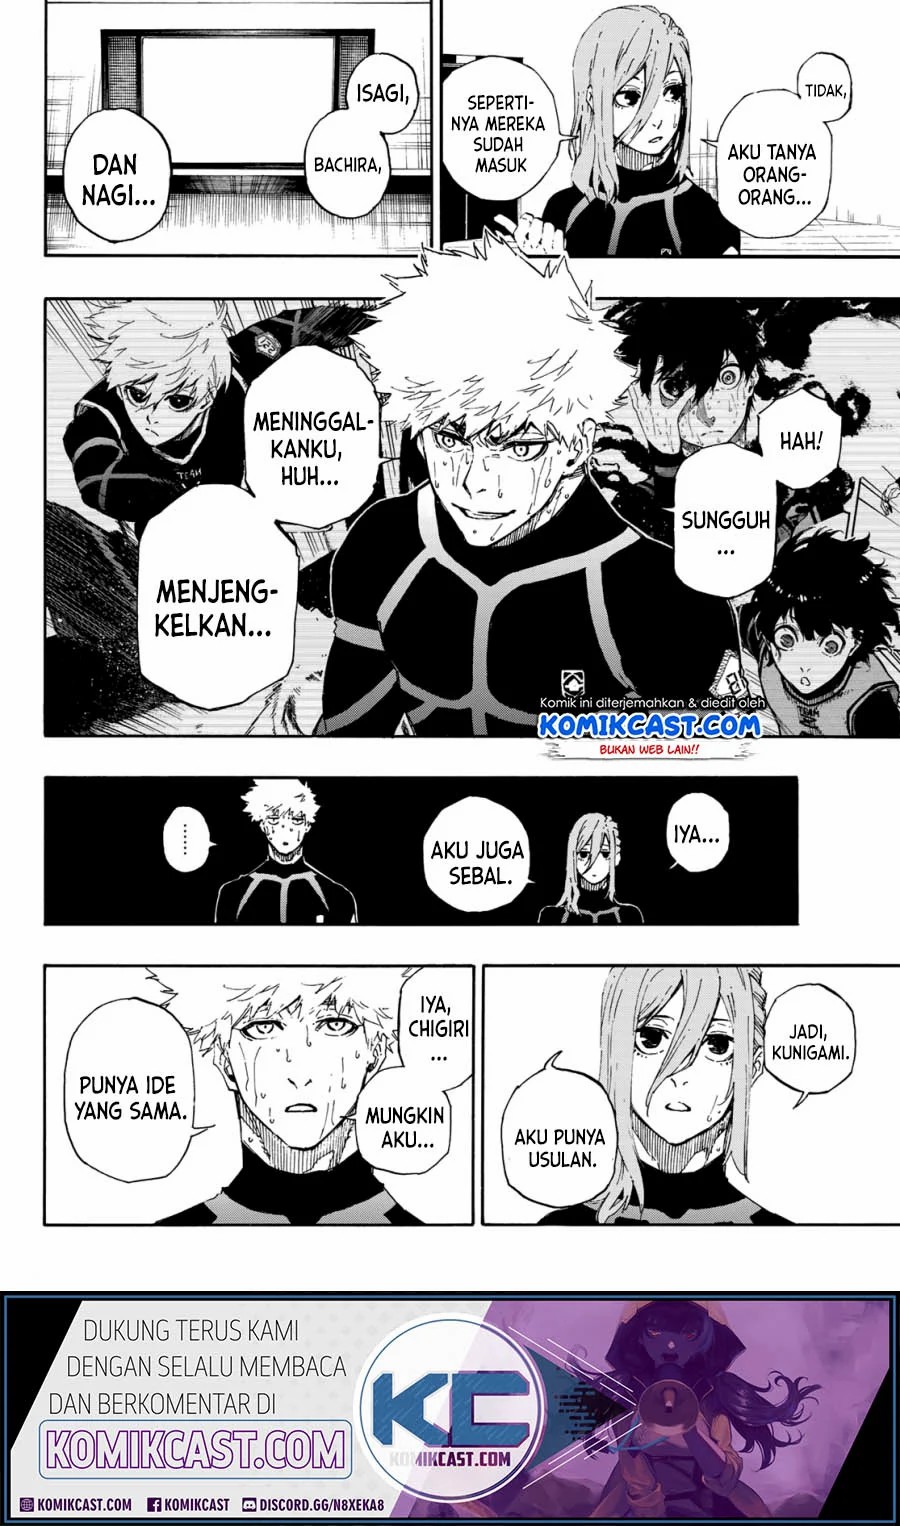 TIDAK,
AKU TANYA
ORANG-
ORANG...
SEPERTI-
NYA MEREKA
SUDAH
MASUK
ISAGI,
BACHIRA,
DAN
NAGI...
HAH!
SUNGGUH
...
MENINGGAL-
KANKU,
HUH...
MENJENG-
KELKAN...
TEAM
Komik ini diterjemahkan & diedit oleh
KOMIKCAST.COM
BUKAN WEB LAIN!!
IYA...
AKU JUGA
SEBAL.
......
JADI,
KUNIGAMI.
AKU PUNYA
USULAN.
IYA,
CHIGIRI
...
MUNGKIN
AKU...
PUNYA IDE
YANG SAMA.
DUKUNG TERUS KAMI
DENGAN SELALU MEMBACA
DAN BERKOMENTAR DI
KOMIKCAST.COM
KOMIKCAST.COM
KOMIKCAST
DISCORD.GG/N8XEKA8
KC
KOMIKCAST.COM